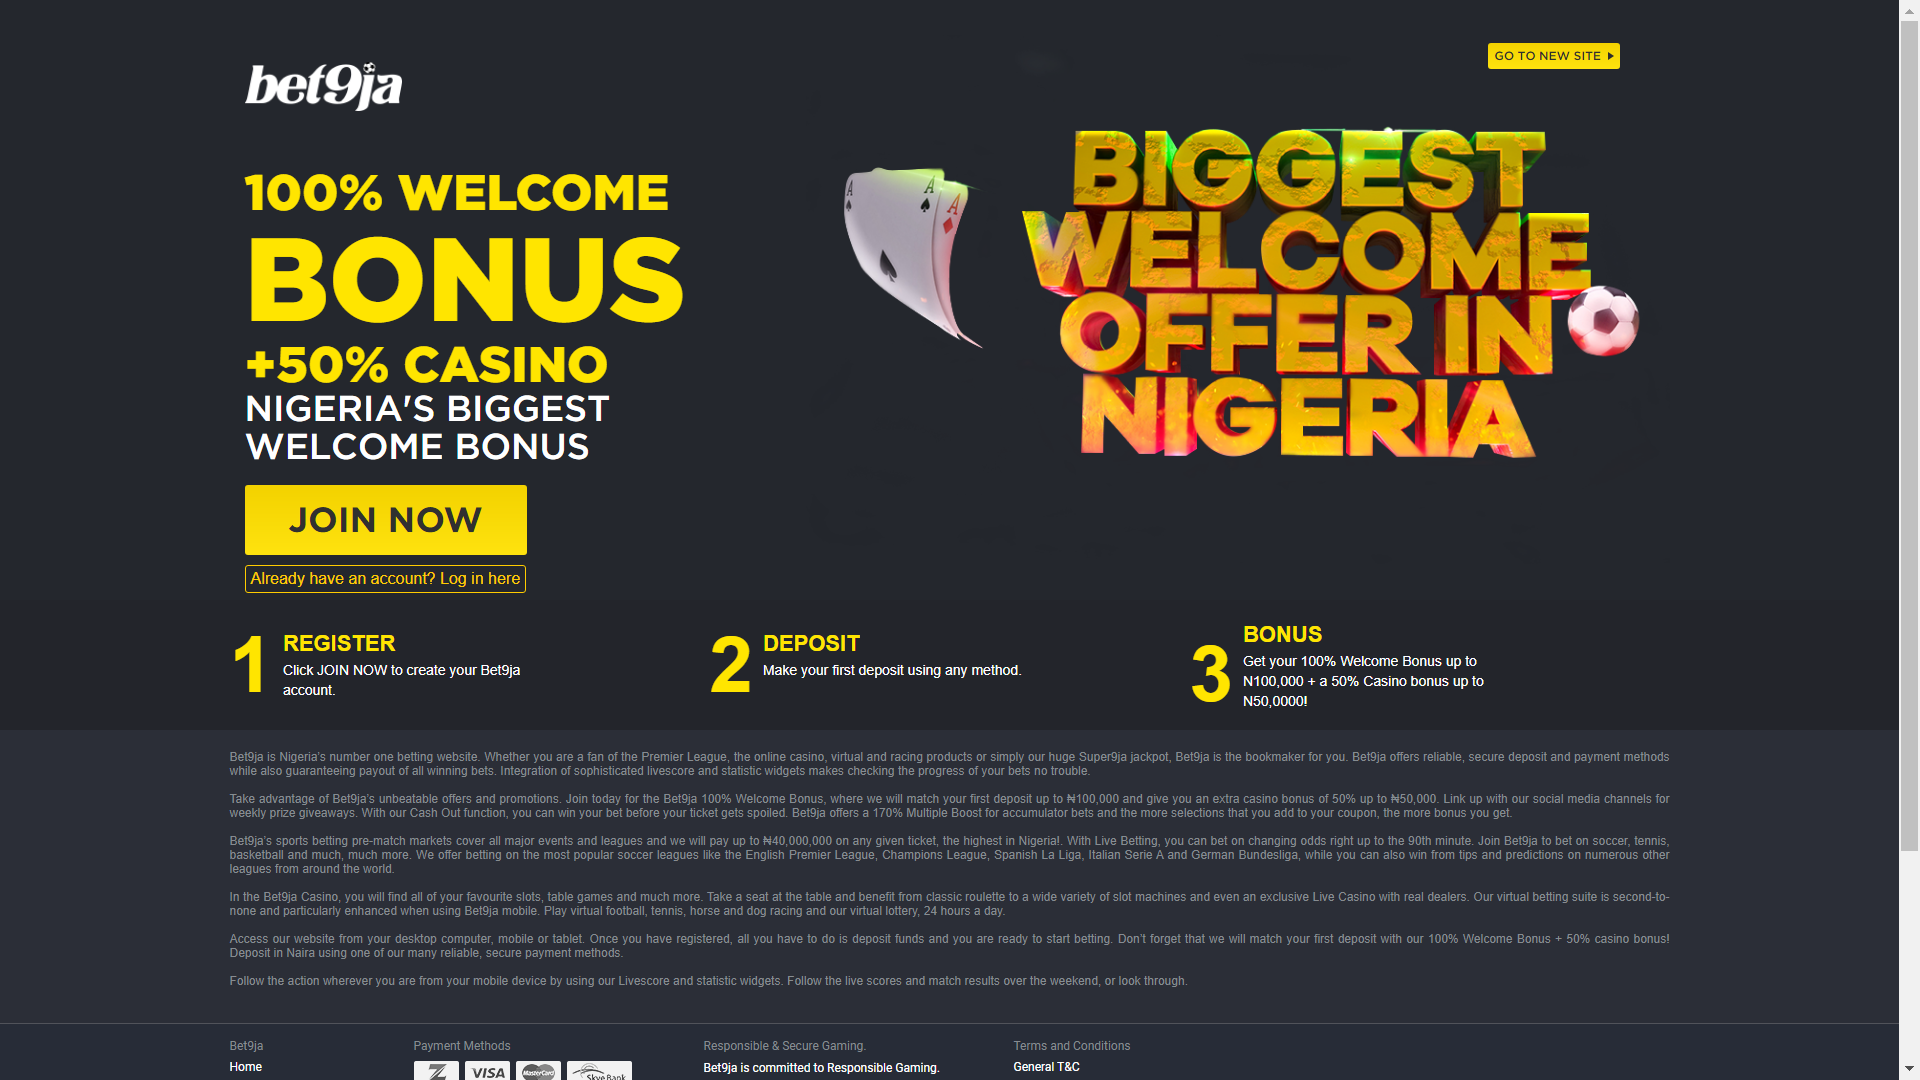 bet9ja
GO TO NEW SITE
100% WELCOME
BONUS
+50% CASINO
NIGERIA'S BIGGEST
WELCOME BONUS
JOIN NOW
Already have an account? Log in here
BIGGEST
WELCOME
OFFER IN
NIGERIA
A
A
A
1
REGISTER
Click JOIN NOW to create your Bet9ja
account.
2
DEPOSIT
Make your first deposit using any method.
3
BONUS
Get your 100% Welcome Bonus up to
N100,000 + a 50% Casino bonus up to
N50,0000!
Bet9ja is Nigeria's number one betting website. Whether you are a fan of the Premier League, the online casino, virtual and racing products or simply our huge Super9ja jackpot, Bet9ja is the bookmaker for you. Bet9ja offers reliable, secure deposit and payment methods
while also guaranteeing payout of all winning bets. Integration of sophisticated livescore and statistic widgets makes checking the progress of your bets no trouble.
Take advantage of Bet9ja's unbeatable offers and promotions. Join today for the Bet9ja 100% Welcome Bonus, where we will match your first deposit up to ₦100,000 and give you an extra casino bonus of 50% up to ₦50,000. Link up with our social media channels for
weekly prize giveaways. With our Cash Out function, you can win your bet before your ticket gets spoiled. Bet9ja offers a 170% Multiple Boost for accumulator bets and the more selections that you add to your coupon, the more bonus you get.
Bet9ja's sports betting pre-match markets cover all major events and leagues and we will pay up to ₦40,000,000 on any given ticket, the highest in Nigeria!. With Live Betting, you can bet on changing odds right up to the 90th minute. Join Bet9ja to bet on soccer, tennis,
basketball and much, much more. We offer betting on the most popular soccer leagues like the English Premier League, Champions League, Spanish La Liga, Italian Serie A and German Bundesliga, while you can also win from tips and predictions on numerous other
leagues from around the world.
In the Bet9ja Casino, you will find all of your favourite slots, table games and much more. Take a seat at the table and benefit from classic roulette to a wide variety of slot machines and even an exclusive Live Casino with real dealers. Our virtual betting suite is second-to-
none and particularly enhanced when using Bet9ja mobile. Play virtual football, tennis, horse and dog racing and our virtual lottery, 24 hours a day.
Access our website from your desktop computer, mobile or tablet. Once you have registered, all you have to do is deposit funds and you are ready to start betting. Don't forget that we will match your first deposit with our 100% Welcome Bonus + 50% casino bonus!
Deposit in Naira using one of our many reliable, secure payment methods.
Follow the action wherever you are from your mobile device by using our Livescore and statistic widgets. Follow the live scores and match results over the weekend, or look through.
Bet9ja
Home
Payment Methods
Z VISA MasterCard Skye Bank
Responsible & Secure Gaming.
Bet9ja is committed to Responsible Gaming.
Terms and Conditions
General T&C